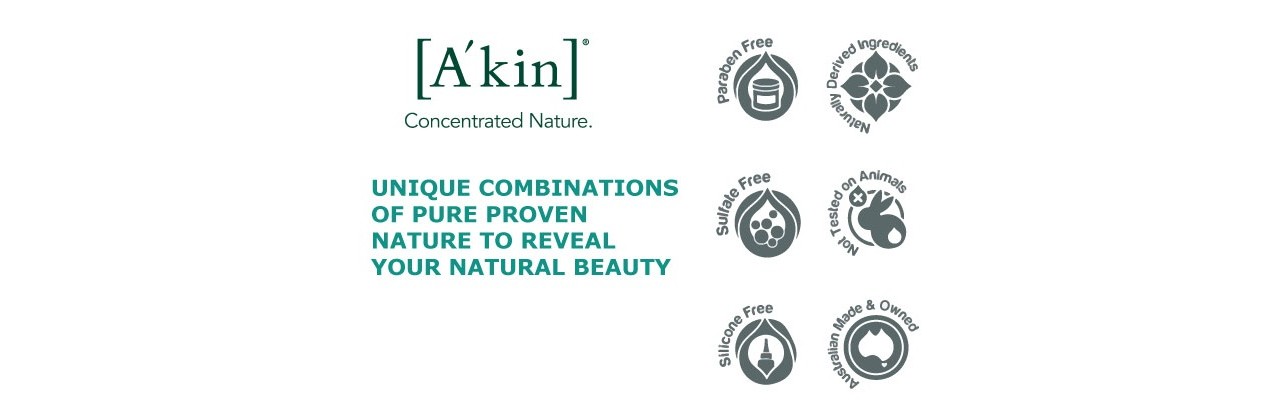 [A'kin]®
Concentrated Nature.
UNIQUE COMBINATIONS
OF PURE PROVEN
NATURE TO REVEAL
YOUR NATURAL BEAUTY
Paraben Free
Naturally Derived Ingredients
Sulfate Free
Not Tested on Animals
Silicone Free
Australian Made & Owned